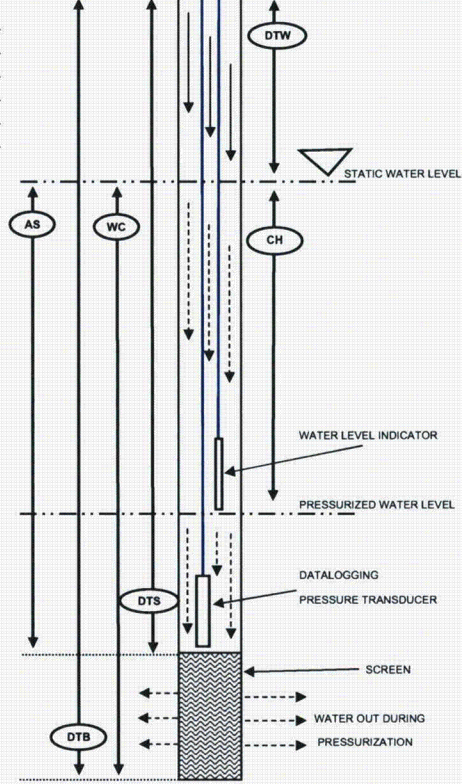 DTW
STATIC WATER LEVEL
AS
WC
CH
WATER LEVEL INDICATOR
PRESSURIZED WATER LEVEL
DATALOGGING
PRESSURE TRANSDUCER
DTS
SCREEN
WATER OUT DURING
PRESSURIZATION
DTB